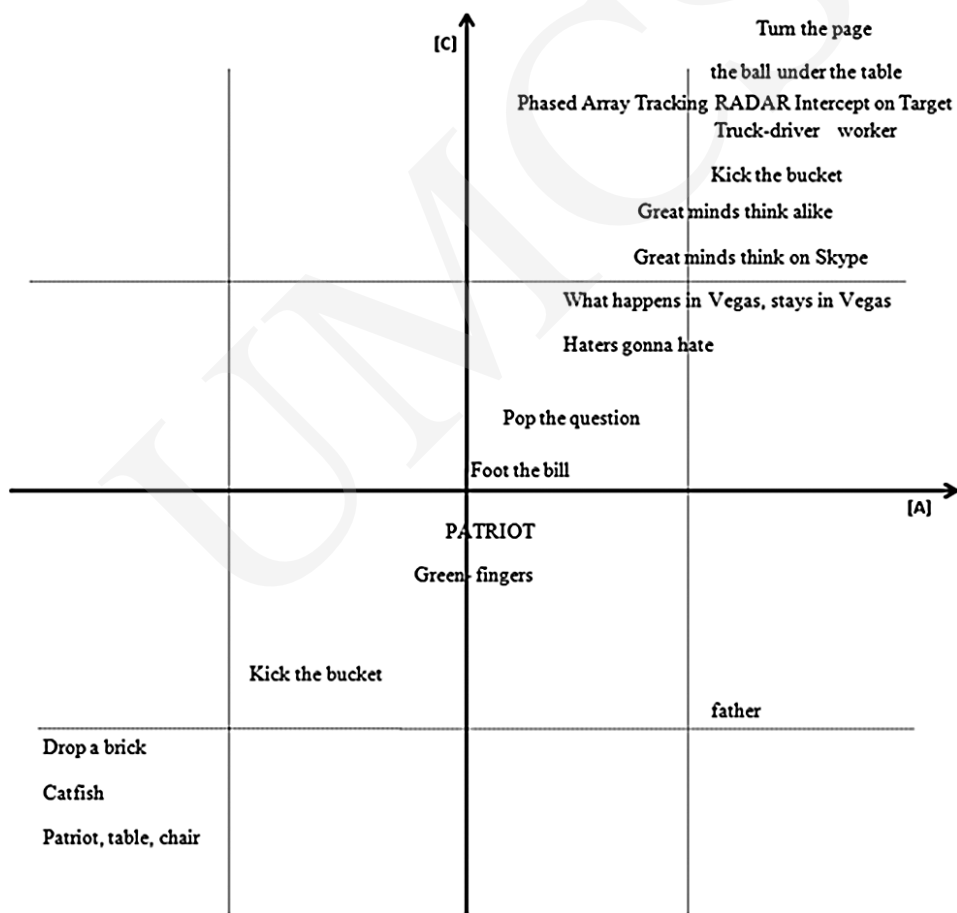 [C]
Turn the page
the ball under the table
Phased Array Tracking RADAR Intercept on Target
Truck-driver worker
Kick the bucket
Great minds think alike
Great minds think on Skype
What happens in Vegas, stays in Vegas
Haters gonna hate
Pop the question
Foot the bill
[A]
PATRIOT
Green- fingers
Kick the bucket
father
Drop a brick
Catfish
Patriot, table, chair
UMCS